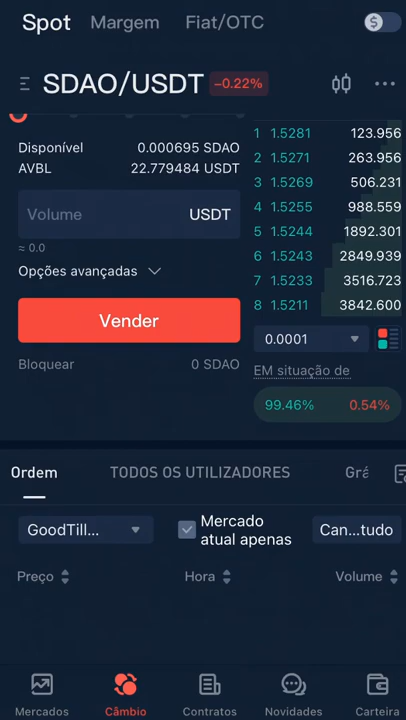 Spot Margem Fiat/OTC
SDAO/USDT -0.22%
Disponível 0.000695 SDAO
AVBL 22.779484 USDT
Volume USDT
≈ 0.0
Opções avançadas
Vender
Bloquear 0 SDAO
1 1.5281 123.956
2 1.5271 263.956
3 1.5269 506.231
4 1.5255 988.559
5 1.5244 1892.301
6 1.5243 2849.939
7 1.5233 3516.723
8 1.5211 3842.600
0.0001
EM situação de
99.46% 0.54%
Ordem TODOS OS UTILIZADORES Grá
GoodTill... Mercado atual apenas Can...tudo
Preço Hora Volume
Mercados Câmbio Contratos Novidades Carteira